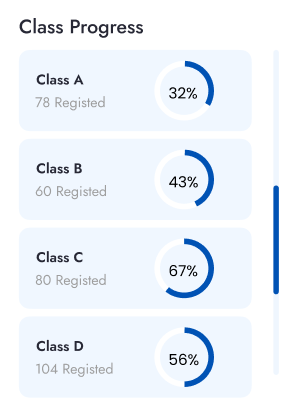 Class Progress
Class A
78 Registed
32%
Class B
60 Registed
43%
Class C
80 Registed
67%
Class D
104 Registed
56%